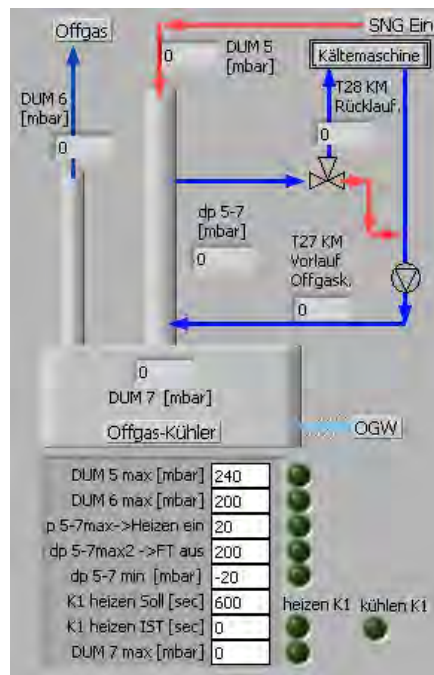 Offgas
SNG Ein
DUM 5
[mbar]
0
Kältemaschine
T28 KM
Rücklauf.
0
DUM 6
[mbar]
0
dp 5-7
[mbar]
0
T27 KM
Vorlauf
Offgask.
0
0
DUM 7 [mbar]
Offgas-Kühler
OGW
DUM 5 max [mbar] 240
DUM 6 max [mbar] 200
p 5-7max->Heizen ein 20
dp 5-7max2 ->FT aus 200
dp 5-7 min [mbar] -20
K1 heizen Soll [sec] 600 heizen K1 kühlen K1
K1 heizen IST [sec] 0
DUM 7 max [mbar] 0